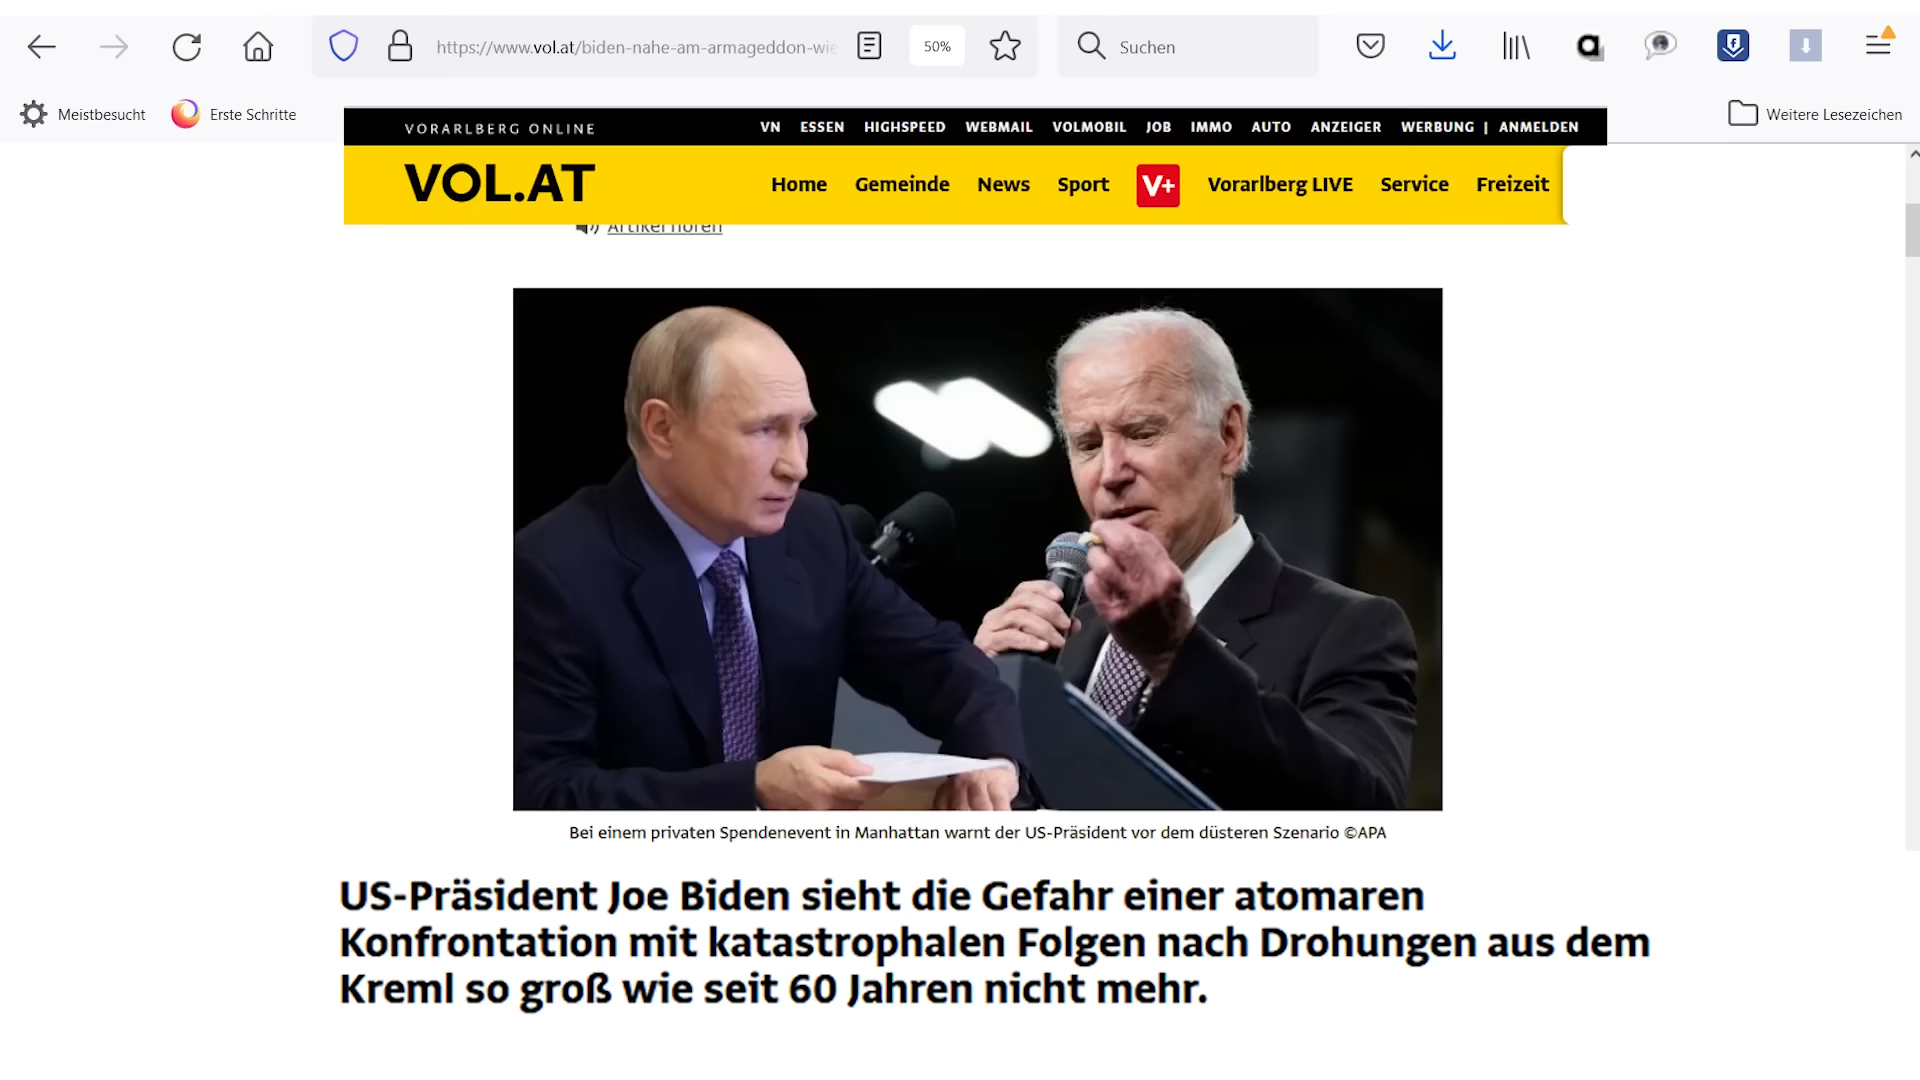 https://www.vol.at/biden-nahe-am-armageddon-wie
50%
Suchen
Meistbesucht
Erste Schritte
Weitere Lesezeichen
VORARLBERG ONLINE
VN ESSEN HIGHSPEED WEBMAIL VOLMOBIL JOB IMMO AUTO ANZEIGER WERBUNG | ANMELDEN
VOL.AT
Home Gemeinde News Sport V+ Vorarlberg LIVE Service Freizeit
Artikel hören
Bei einem privaten Spendenevent in Manhattan warnt der US-Präsident vor dem düsteren Szenario ©APA
US-Präsident Joe Biden sieht die Gefahr einer atomaren
Konfrontation mit katastrophalen Folgen nach Drohungen aus dem
Kreml so groß wie seit 60 Jahren nicht mehr.